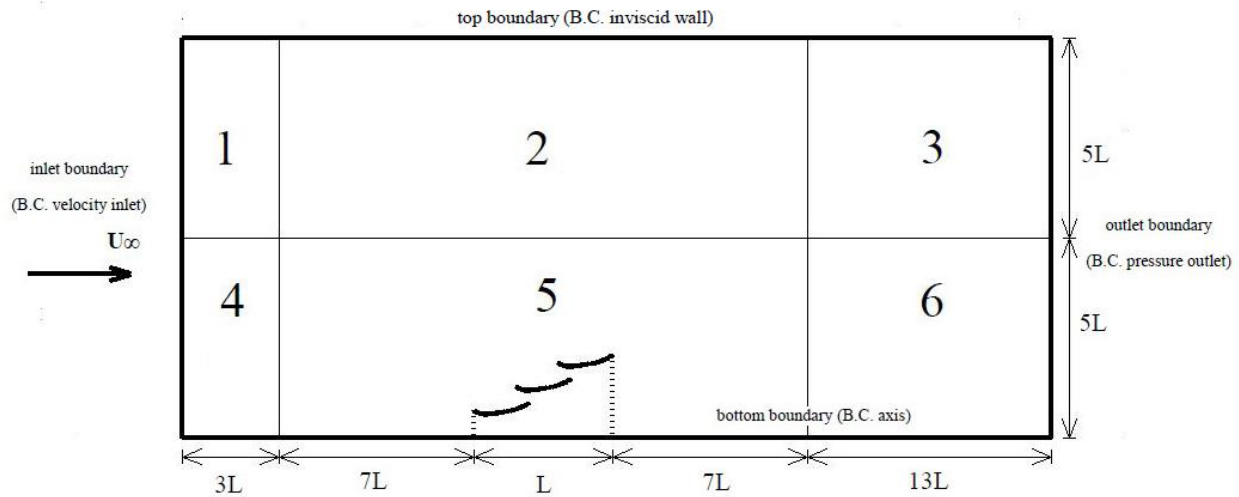 top boundary (B.C. inviscid wall)
1
2
3
5L
inlet boundary
(B.C. velocity inlet)
U∞
outlet boundary
(B.C. pressure outlet)
4
5
6
5L
bottom boundary (B.C. axis)
3L
7L
L
7L
13L